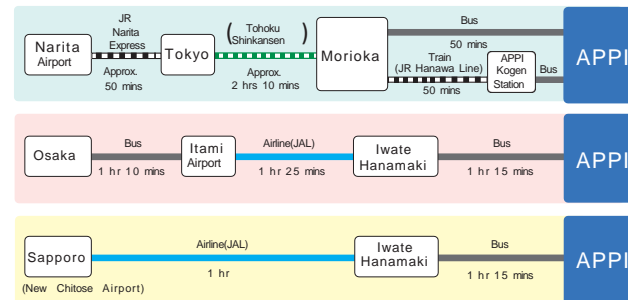 Narita
Airport
JR
Narita
Express
Approx.
50 mins
Tokyo
(Tohoku
Shinkansen)
Approx.
2 hrs 10 mins
Morioka
Bus
50 mins
Train
(JR Hanawa Line)
50 mins
APPI
Kogen
Station
Bus
APPI
Osaka
Bus
1 hr 10 mins
Itami
Airport
Airline(JAL)
1 hr 25 mins
Iwate
Hanamaki
Bus
1 hr 15 mins
APPI
Sapporo
(New Chitose Airport)
Airline(JAL)
1 hr
Iwate
Hanamaki
Bus
1 hr 15 mins
APPI